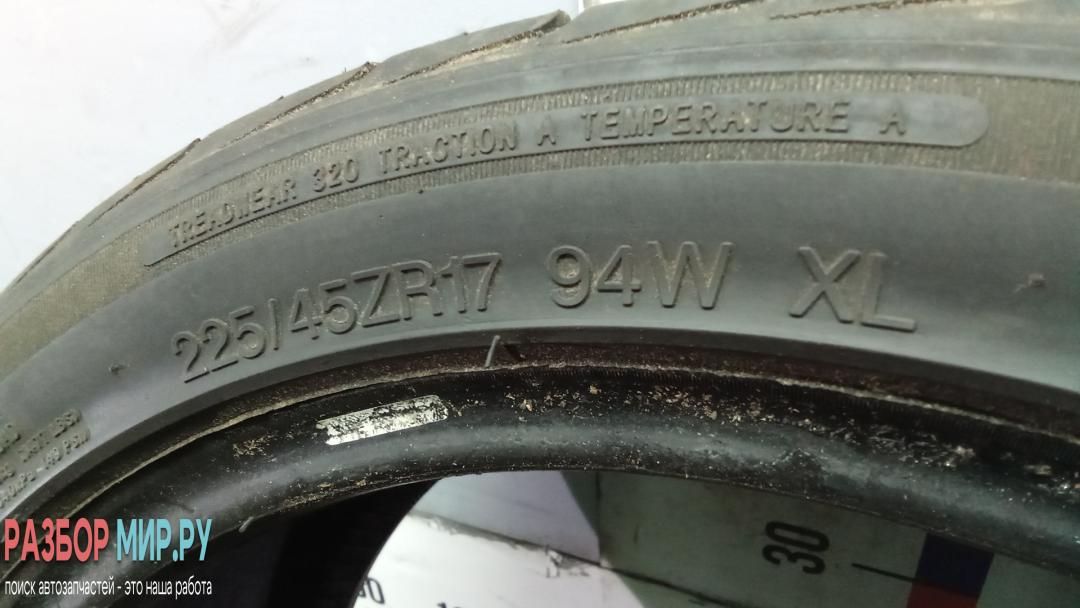 TREADWEAR 320 TRACTION A TEMPERATURE A
225/45ZR17 94W XL
РАЗБОР МИР.РУ
поиск автозапчастей - это наша работа
30